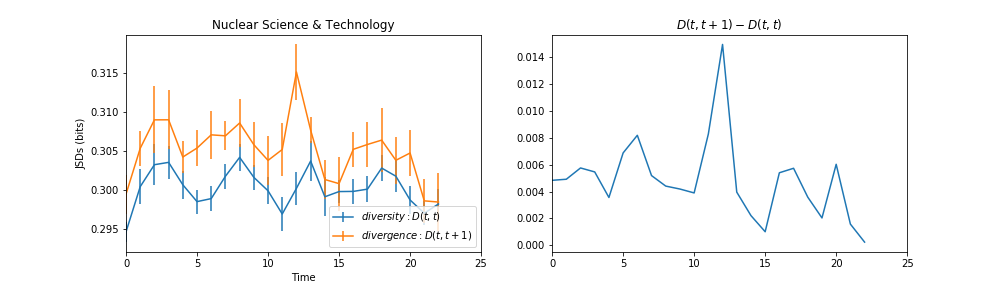 Nuclear Science & Technology
JSDs (bits)
0.315
0.310
0.305
0.300
0.295
0 5 10 15 20 25
Time
diversity : D(t, t)
divergence : D(t, t + 1)
D(t, t + 1) − D(t, t)
0.014
0.012
0.010
0.008
0.006
0.004
0.002
0.000
0 5 10 15 20 25